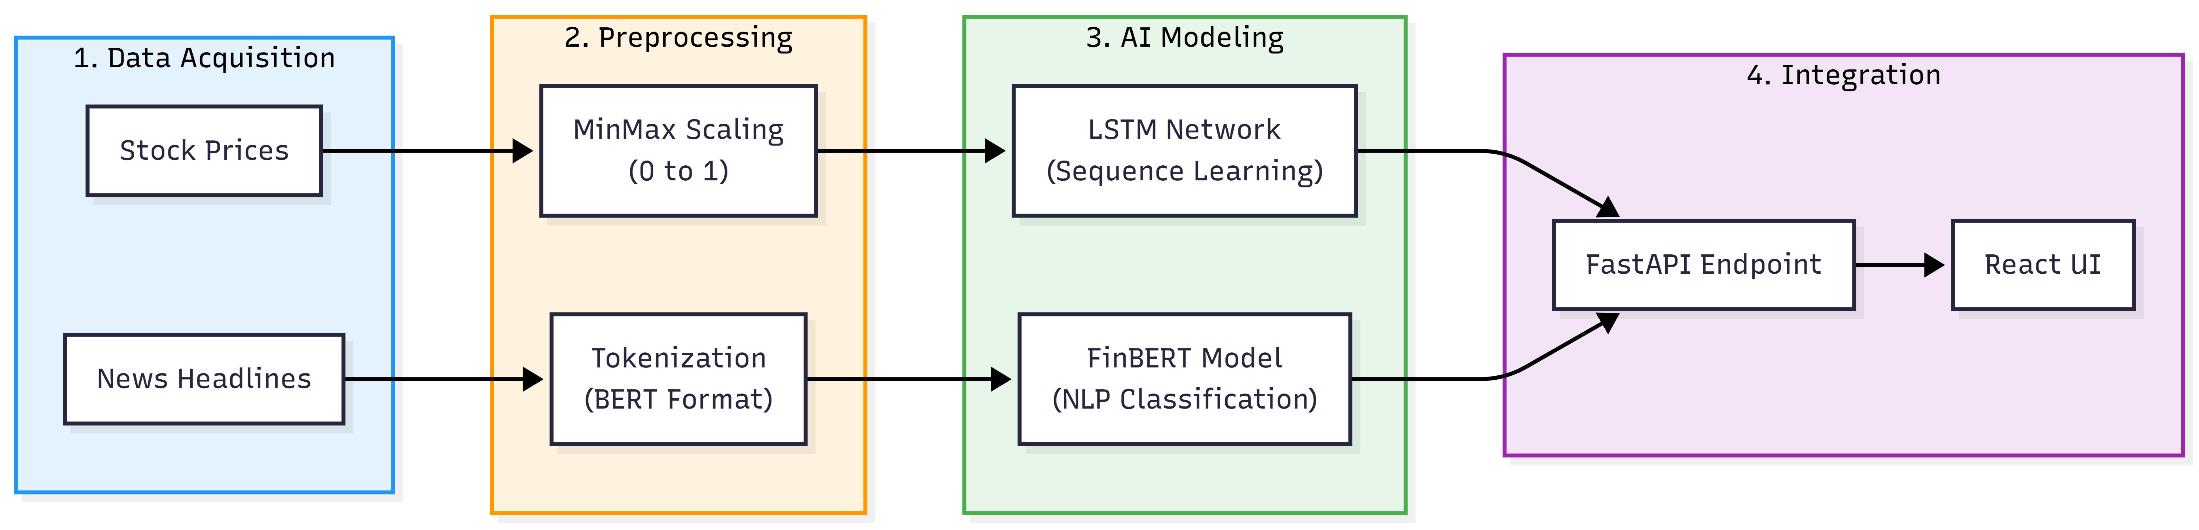 1. Data Acquisition
Stock Prices
News Headlines
2. Preprocessing
MinMax Scaling
(0 to 1)
Tokenization
(BERT Format)
3. AI Modeling
LSTM Network
(Sequence Learning)
FinBERT Model
(NLP Classification)
4. Integration
FastAPI Endpoint
React UI